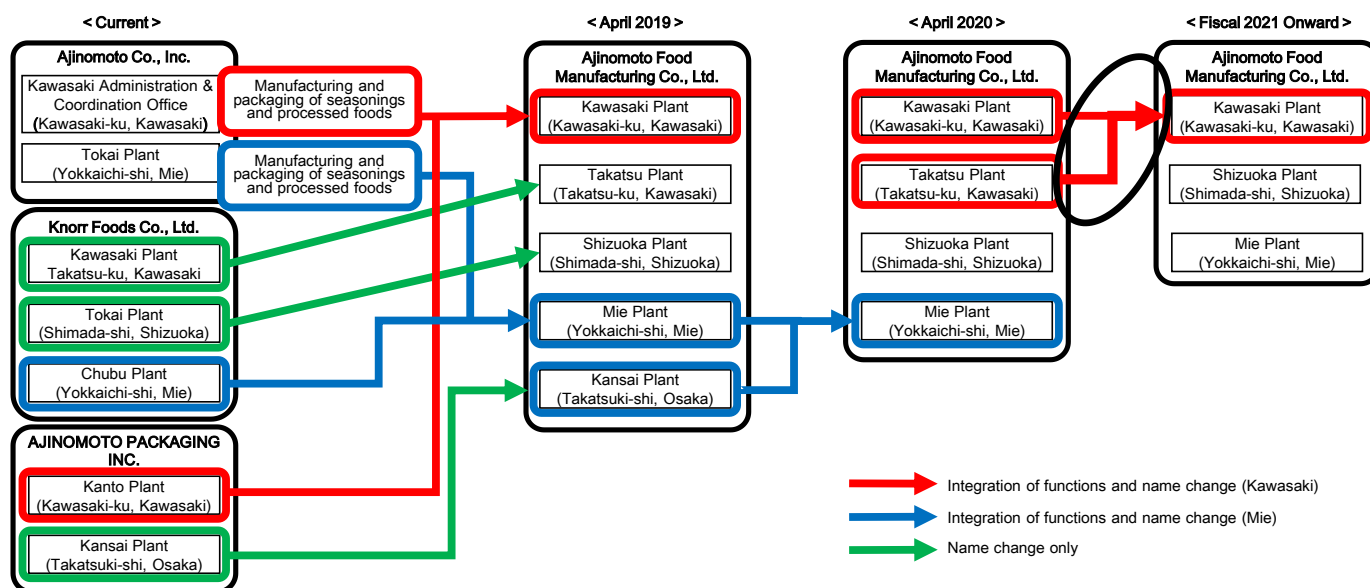 < Current >
Ajinomoto Co., Inc.
Kawasaki Administration &
Coordination Office
(Kawasaki-ku, Kawasaki)
Tokai Plant
(Yokkaichi-shi, Mie)
Manufacturing and
packaging of seasonings
and processed foods
Manufacturing and
packaging of seasonings
and processed foods
Knorr Foods Co., Ltd.
Kawasaki Plant
Takatsu-ku, Kawasaki
Tokai Plant
(Shimada-shi, Shizuoka)
Chubu Plant
(Yokkaichi-shi, Mie)
AJINOMOTO PACKAGING
INC.
Kanto Plant
(Kawasaki-ku, Kawasaki)
Kansai Plant
(Takatsuki-shi, Osaka)
< April 2019 >
Ajinomoto Food
Manufacturing Co., Ltd.
Kawasaki Plant
(Kawasaki-ku, Kawasaki)
Takatsu Plant
(Takatsu-ku, Kawasaki)
Shizuoka Plant
(Shimada-shi, Shizuoka)
Mie Plant
(Yokkaichi-shi, Mie)
Kansai Plant
(Takatsuki-shi, Osaka)
< April 2020 >
Ajinomoto Food
Manufacturing Co., Ltd.
Kawasaki Plant
(Kawasaki-ku, Kawasaki)
Takatsu Plant
(Takatsu-ku, Kawasaki)
Shizuoka Plant
(Shimada-shi, Shizuoka)
Mie Plant
(Yokkaichi-shi, Mie)
< Fiscal 2021 Onward >
Ajinomoto Food
Manufacturing Co., Ltd.
Kawasaki Plant
(Kawasaki-ku, Kawasaki)
Shizuoka Plant
(Shimada-shi, Shizuoka)
Mie Plant
(Yokkaichi-shi, Mie)
Integration of functions and name change (Kawasaki)
Integration of functions and name change (Mie)
Name change only